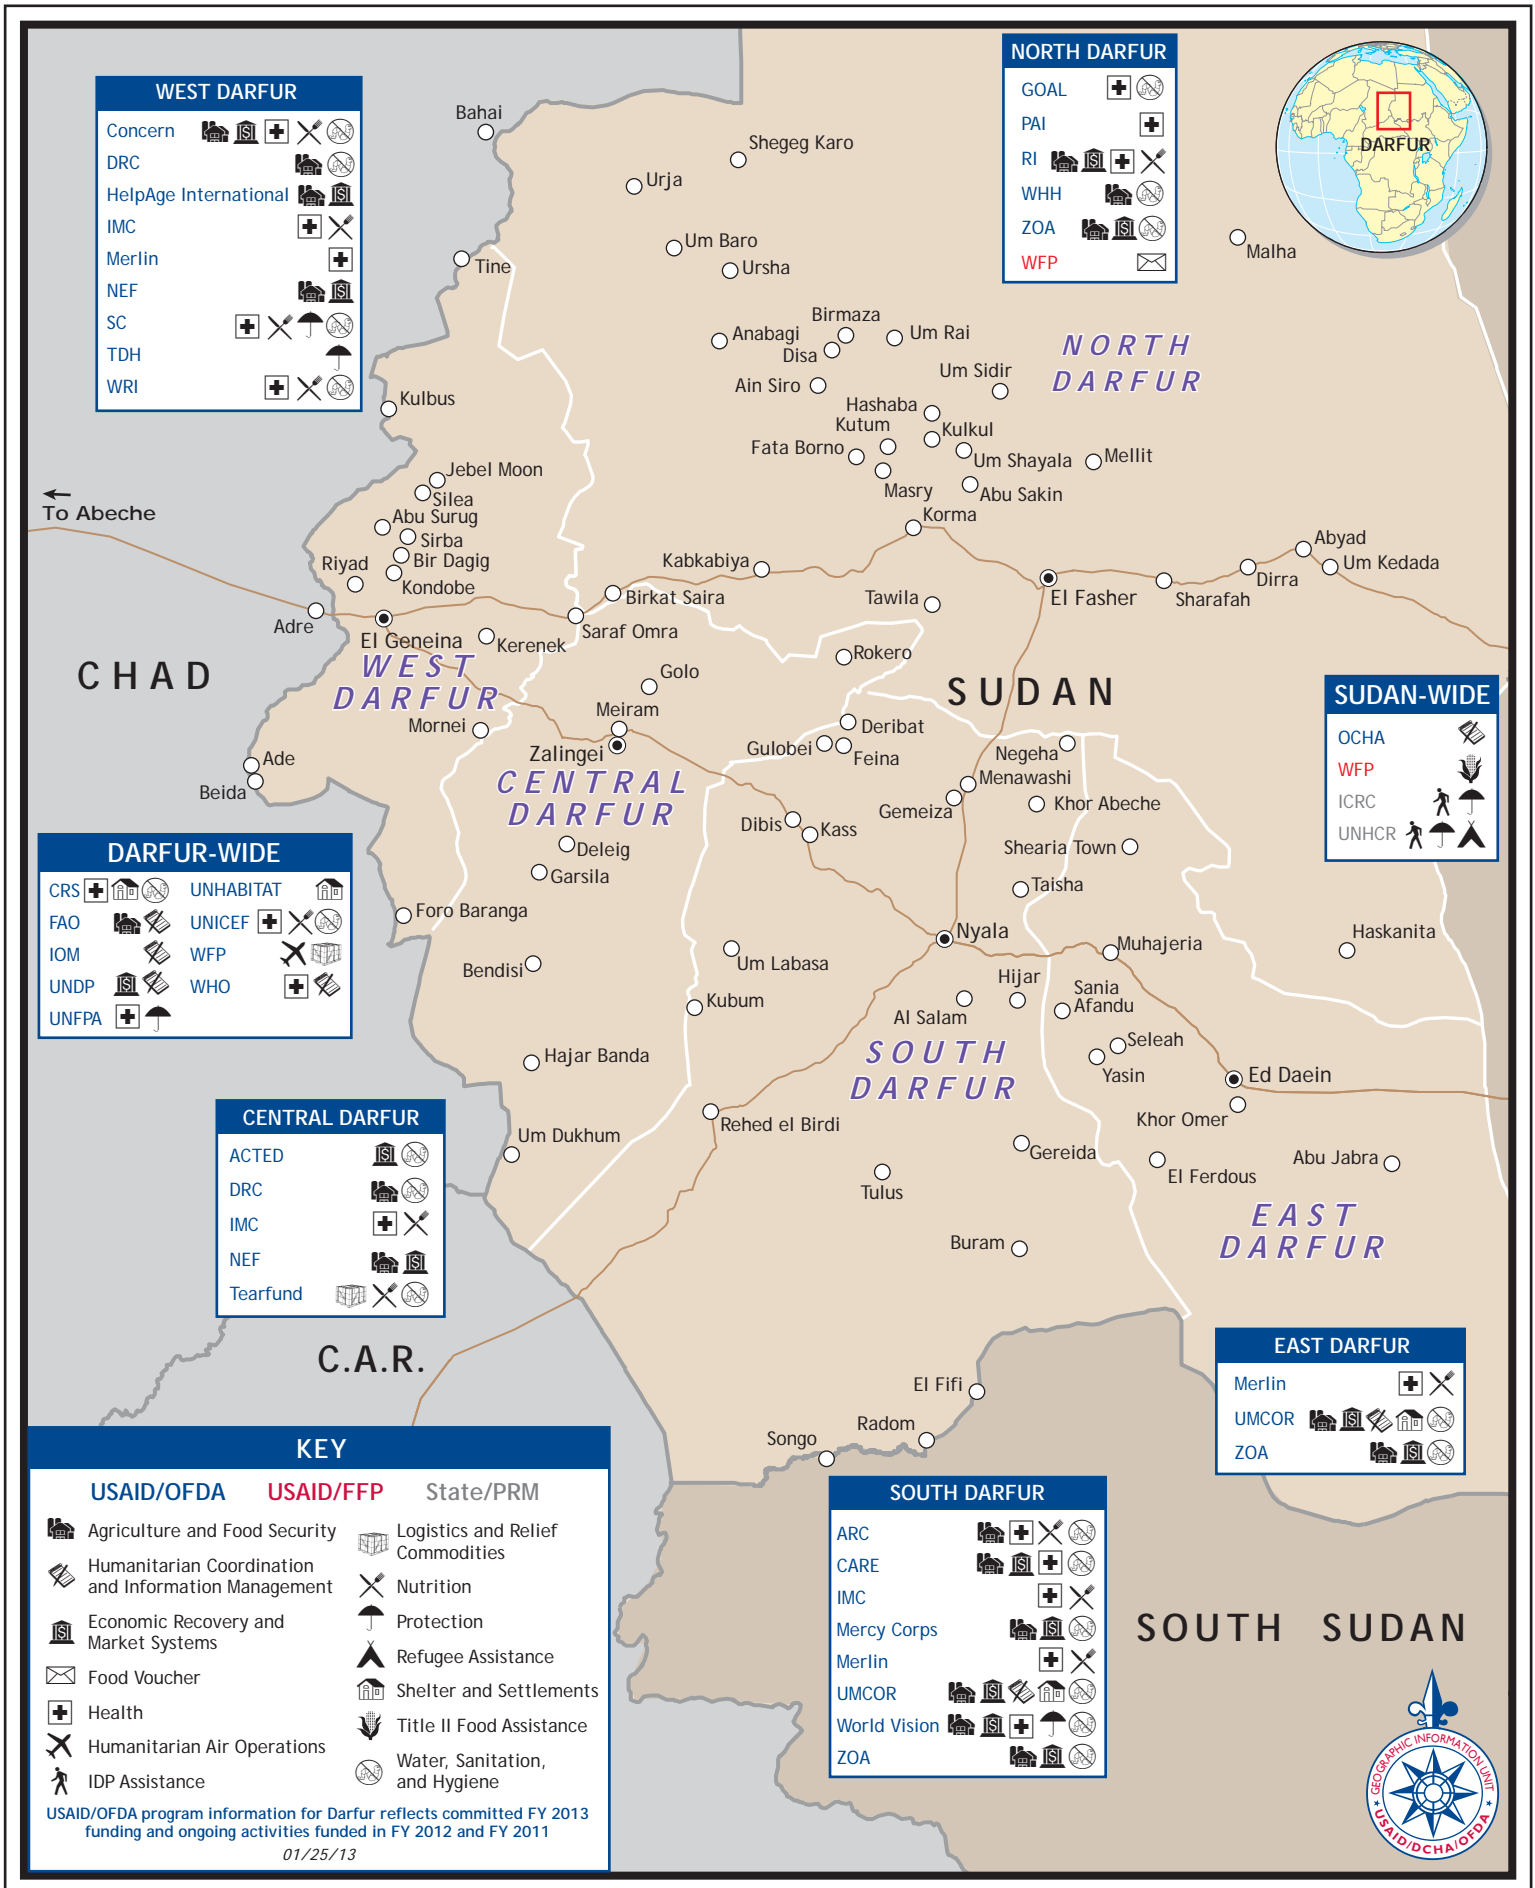 WEST DARFUR
Concern
DRC
HelpAge International
IMC
Merlin
NEF
SC
TDH
WRI
NORTH DARFUR
GOAL
PAI
RI
WHH
ZOA
WFP
DARFUR
Bahai
Shegeg Karo
Urja
Um Baro
Ursha
Tine
Malha
Birmaza
Anabagi
Disa
Um Rai
Ain Siro
Um Sidir
NORTH
DARFUR
Kulbus
Hashaba
Kutum
Kulkul
Fata Borno
Um Shayala
Mellit
Masry
Abu Sakin
Jebel Moon
Silea
To Abeche
Abu Surug
Sirba
Bir Dagig
Riyad
Kondobe
Korma
Kabkabiya
Birkat Saira
Tawila
El Fasher
Sharafah
Dirra
Abyad
Um Kedada
Adre
El Geneina
Kerenek
Saraf Omra
Rokero
CHAD
WEST
DARFUR
Golo
Meiram
Mornei
Zalingei
SUDAN
Deribat
Gulobei
Feina
Negeha
Menawashi
Gemeiza
Khor Abeche
Ade
Beida
CENTRAL
DARFUR
Dibis
Kass
Shearia Town
Taisha
Deleig
Garsila
SUDAN-WIDE
OCHA
WFP
ICRC
UNHCR
DARFUR-WIDE
CRS
UNHABITAT
FAO
UNICEF
IOM
WFP
UNDP
WHO
UNFPA
Foro Baranga
Bendisi
Um Labasa
Kubum
Nyala
Muhajeria
Haskanita
Hijar
Al Salam
Sania
Afandu
Seleah
Yasin
SOUTH
DARFUR
Ed Daein
Khor Omer
Hajar Banda
Um Dukhum
Rehed el Birdi
Gereida
El Ferdous
Abu Jabra
Tulus
Buram
EAST
DARFUR
CENTRAL DARFUR
ACTED
DRC
IMC
NEF
Tearfund
C.A.R.
El Fifi
Radom
Songo
EAST DARFUR
Merlin
UMCOR
ZOA
SOUTH DARFUR
ARC
CARE
IMC
Mercy Corps
Merlin
UMCOR
World Vision
ZOA
SOUTH SUDAN
KEY
USAID/OFDA USAID/FFP State/PRM
Agriculture and Food Security
Humanitarian Coordination
and Information Management
Economic Recovery and
Market Systems
Food Voucher
Health
Humanitarian Air Operations
IDP Assistance
Logistics and Relief
Commodities
Nutrition
Protection
Refugee Assistance
Shelter and Settlements
Title II Food Assistance
Water, Sanitation,
and Hygiene
USAID/OFDA program information for Darfur reflects committed FY 2013
funding and ongoing activities funded in FY 2012 and FY 2011
01/25/13
GEOGRAPHIC INFORMATION UNIT
USAID/DCHA/OFDA